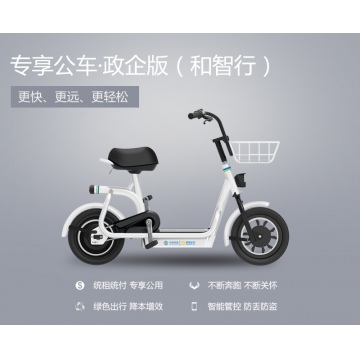 专享公车·政企版（和智行）
更快、更远、更轻松
统租统付 专享公用
不断奔跑 不断关怀
绿色出行 降本增效
智能管控 防丢防盗